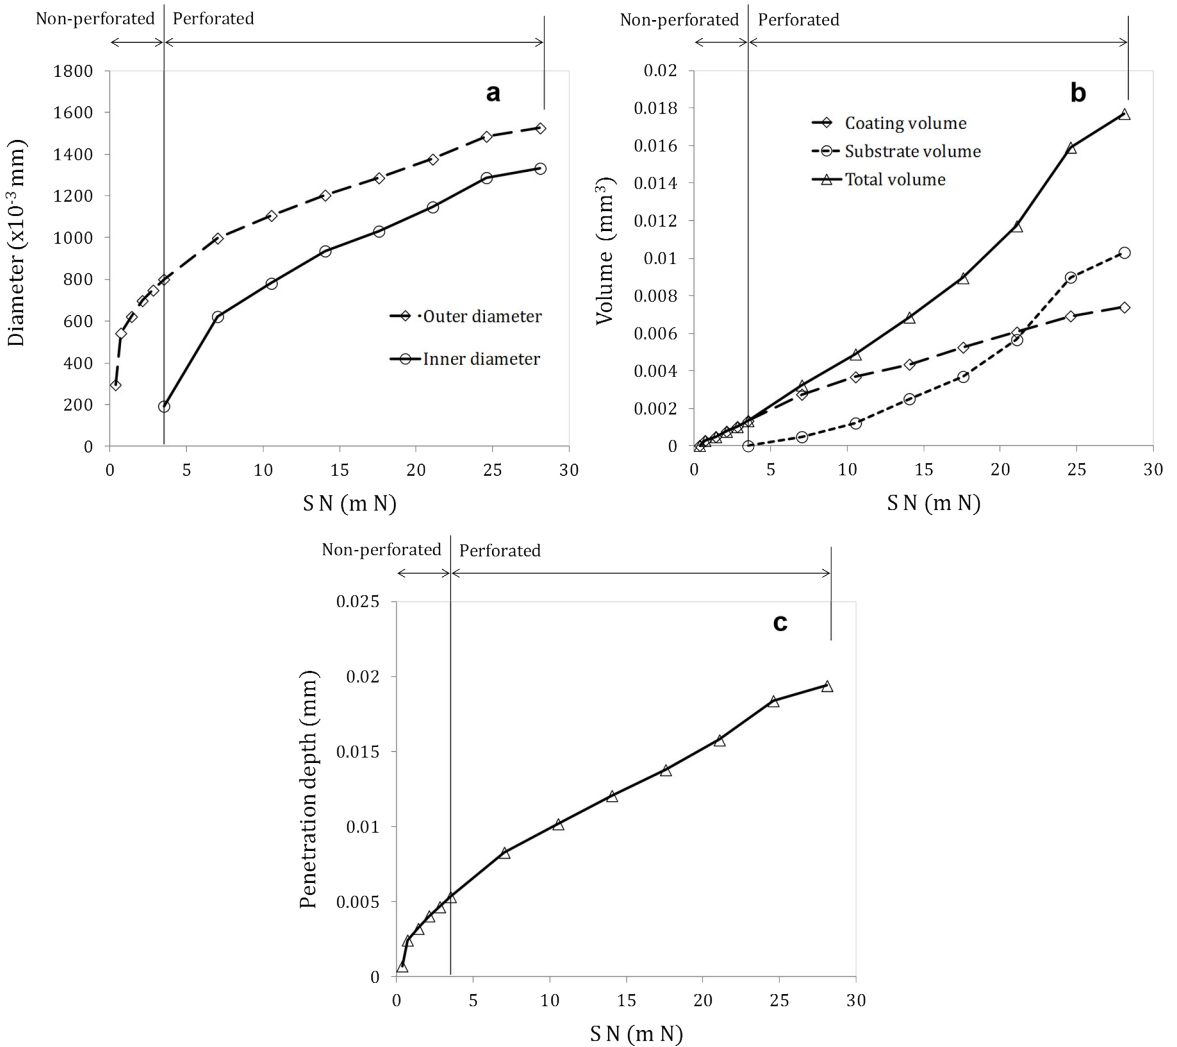 Non-perforated Perforated
a
1800
1600
1400
1200
1000
800
600
400
200
0
0 5 10 15 20 25 30
Diameter (x10-3 mm)
S N (m N)
Outer diameter
Inner diameter
Non-perforated Perforated
b
0.02
0.018
0.016
0.014
0.012
0.01
0.008
0.006
0.004
0.002
0
0 5 10 15 20 25 30
Volume (mm3)
S N (m N)
Coating volume
Substrate volume
Total volume
Non-perforated Perforated
c
0.025
0.02
0.015
0.01
0.005
0
0 5 10 15 20 25 30
Penetration depth (mm)
S N (m N)